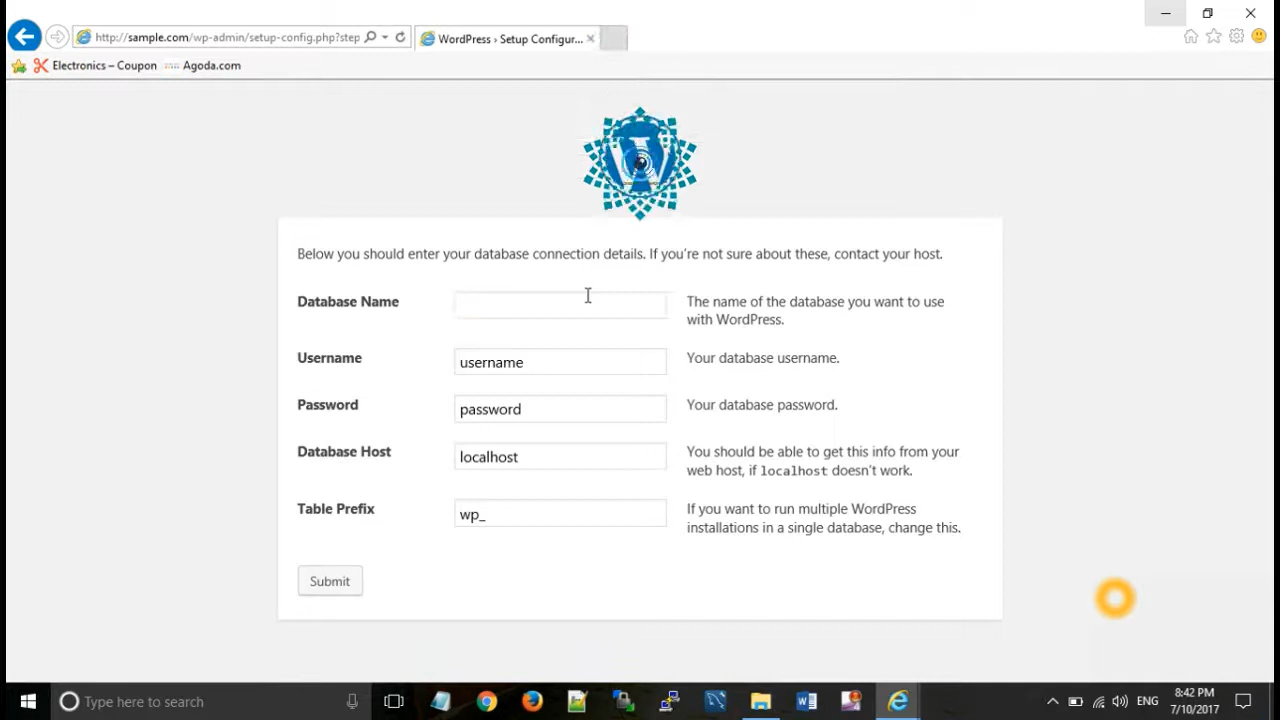 http://sample.com/wp-admin/setup-config.php?step
WordPress › Setup Configur...
Electronics – Coupon
Agoda.com
Below you should enter your database connection details. If you're not sure about these, contact your host.
Database Name
The name of the database you want to use
with WordPress.
Username
username
Your database username.
Password
password
Your database password.
Database Host
localhost
You should be able to get this info from your
web host, if localhost doesn't work.
Table Prefix
wp_
If you want to run multiple WordPress
installations in a single database, change this.
Submit
Type here to search
ENG
8:42 PM
7/10/2017